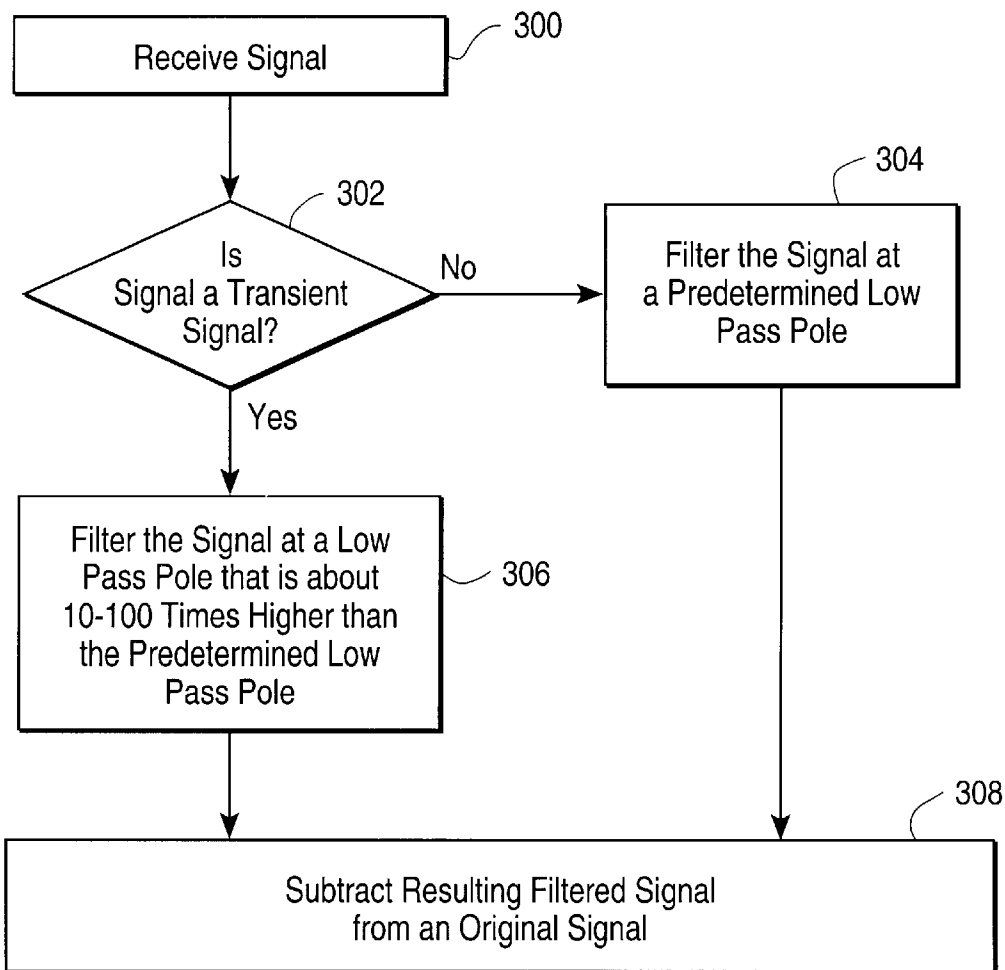 300
Receive Signal
302
Is
Signal a Transient
Signal?
No
Yes
304
Filter the Signal at
a Predetermined Low
Pass Pole
Filter the Signal at a Low
Pass Pole that is about
10-100 Times Higher than
the Predetermined Low
Pass Pole
306
308
Subtract Resulting Filtered Signal
from an Original Signal